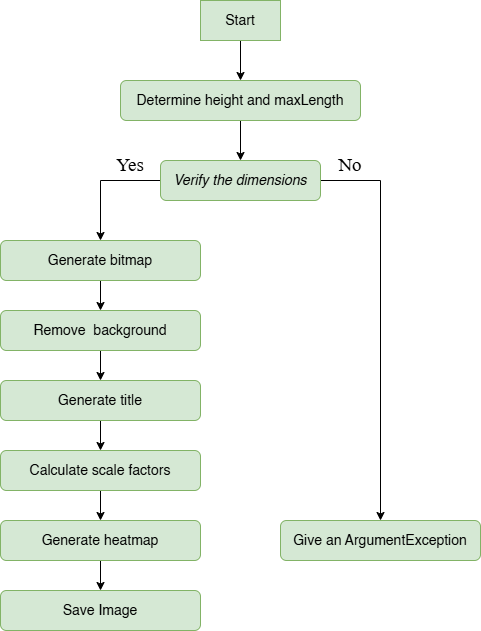 Start
Determine height and maxLength
Yes
No
Verify the dimensions
Generate bitmap
Remove background
Generate title
Calculate scale factors
Generate heatmap
Give an ArgumentException
Save Image